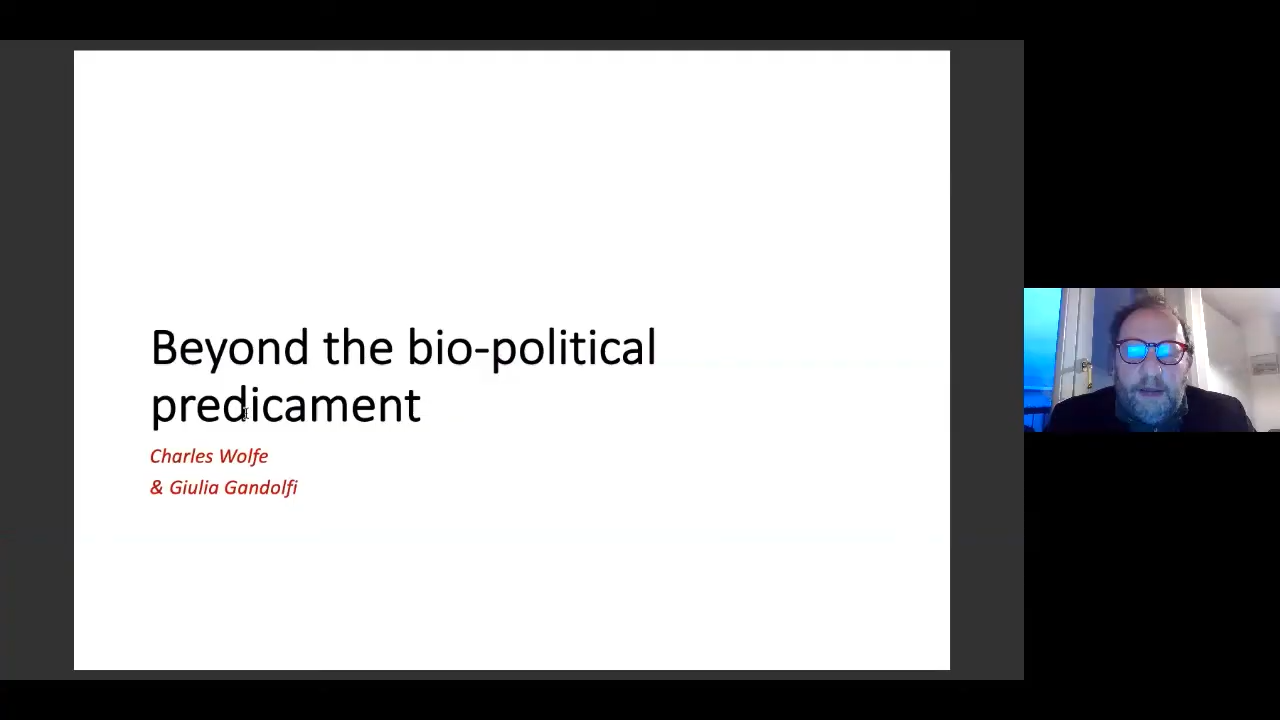 Beyond the bio-political
predicament
Charles Wolfe
& Giulia Gandolfi